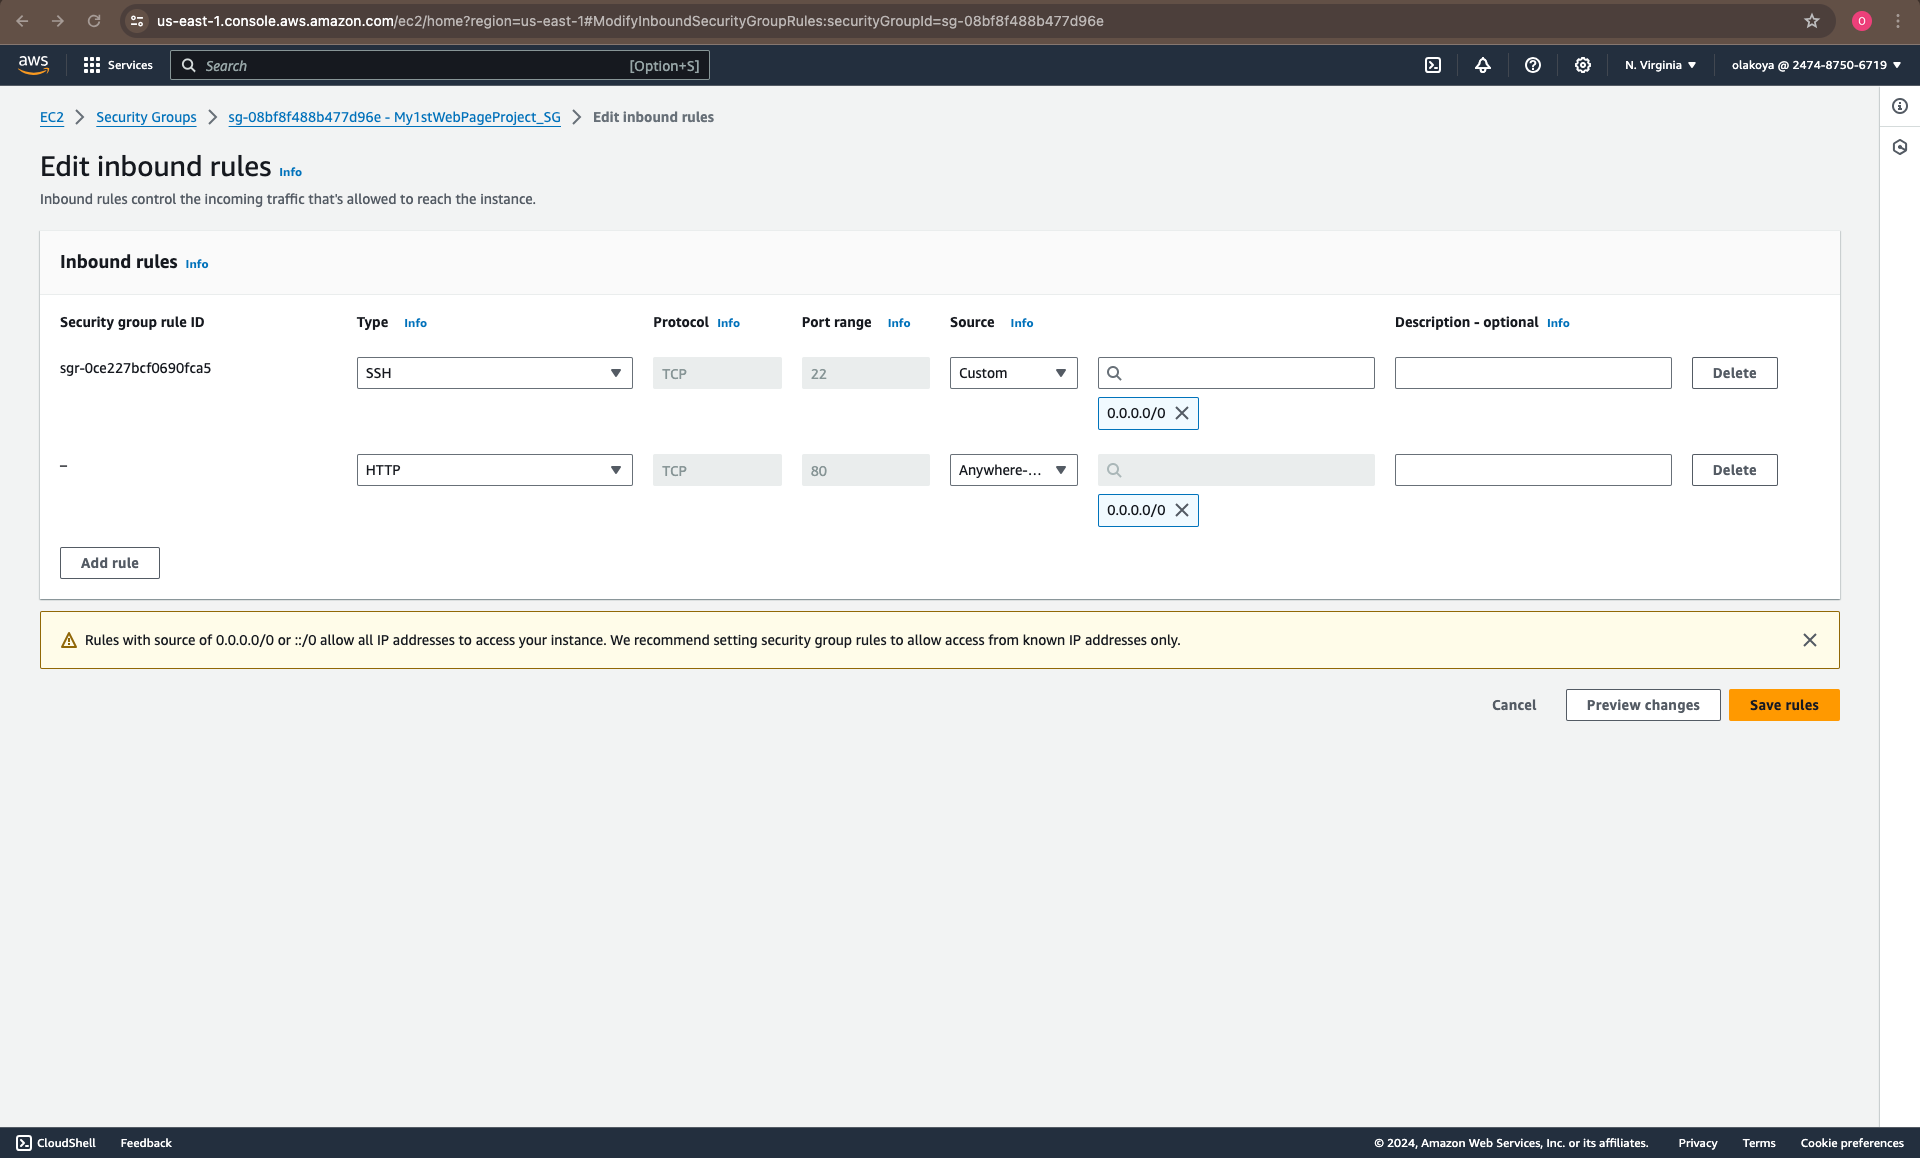 us-east-1.console.aws.amazon.com/ec2/home?region=us-east-1#ModifyInboundSecurityGroupRules:securityGroupId=sg-08bf8f488b477d96e
O
aws
Services
Search
[Option+S]
N. Virginia
olakoya @ 2474-8750-6719
EC2 Security Groups sg-08bf8f488b477d96e - My1stWebPageProject_SG Edit inbound rules
Edit inbound rules Info
Inbound rules control the incoming traffic that's allowed to reach the instance.
Inbound rules Info
Security group rule ID Type Info Protocol Info Port range Info Source Info Description - optional Info
sgr-0ce227bcf0690fca5 SSH TCP 22 Custom Delete
0.0.0.0/0
– HTTP TCP 80 Anywhere-... Delete
0.0.0.0/0
Add rule
Rules with source of 0.0.0.0/0 or ::/0 allow all IP addresses to access your instance. We recommend setting security group rules to allow access from known IP addresses only.
Cancel Preview changes Save rules
CloudShell Feedback © 2024, Amazon Web Services, Inc. or its affiliates. Privacy Terms Cookie preferences